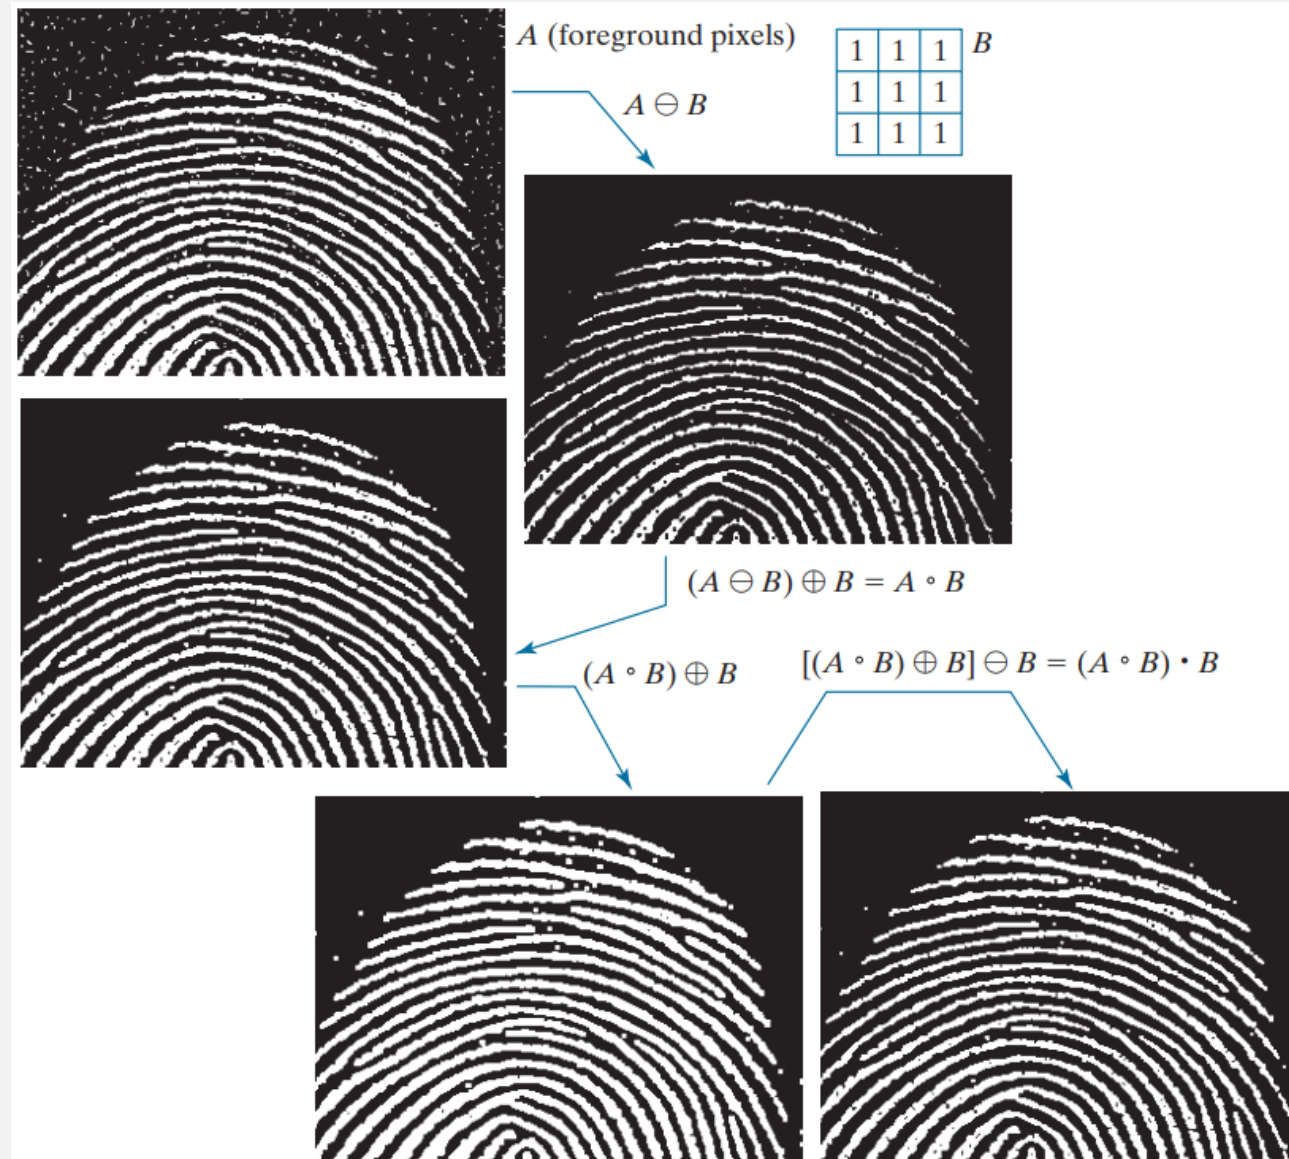 A (foreground pixels)
B
1 1 1
1 1 1
1 1 1
A ⊖ B
(A ⊖ B) ⊕ B = A ∘ B
(A ∘ B) ⊕ B
[(A ∘ B) ⊕ B] ⊖ B = (A ∘ B) • B